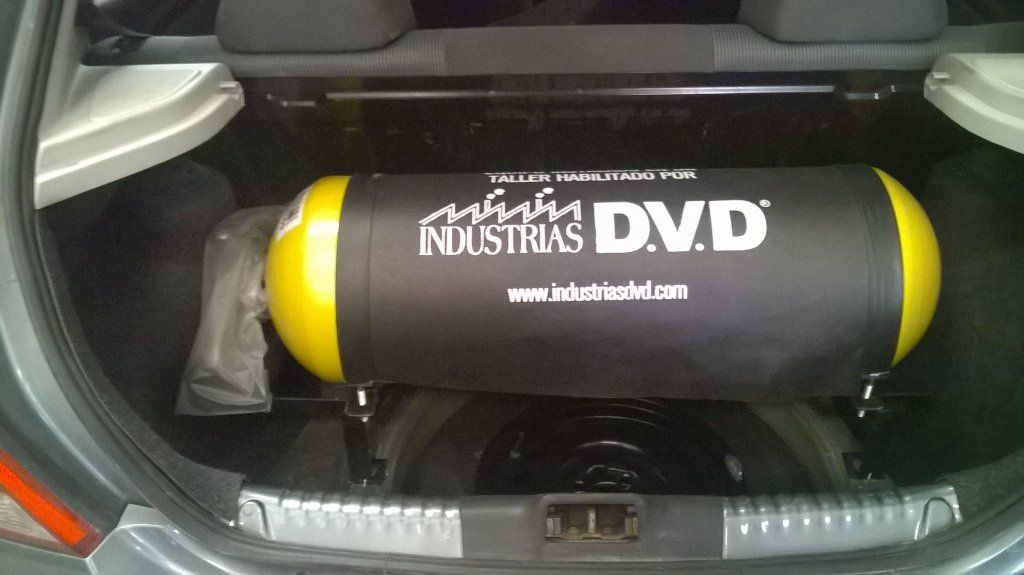 TALLER HABILITADO POR
INDUSTRIAS D.V.D®
www.industriasdvd.com